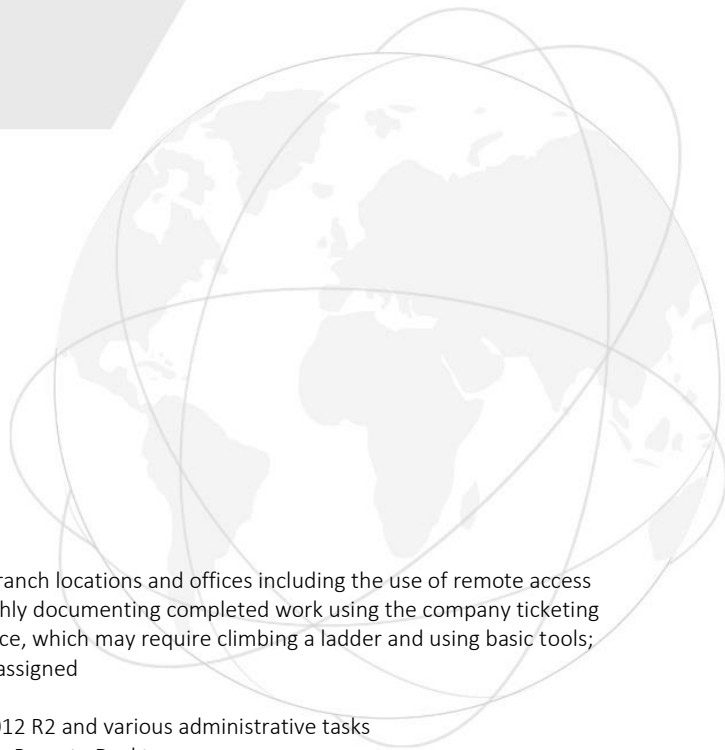 ranch locations and offices including the use of remote access
hly documenting completed work using the company ticketing
ce, which may require climbing a ladder and using basic tools;
assigned
012 R2 and various administrative tasks